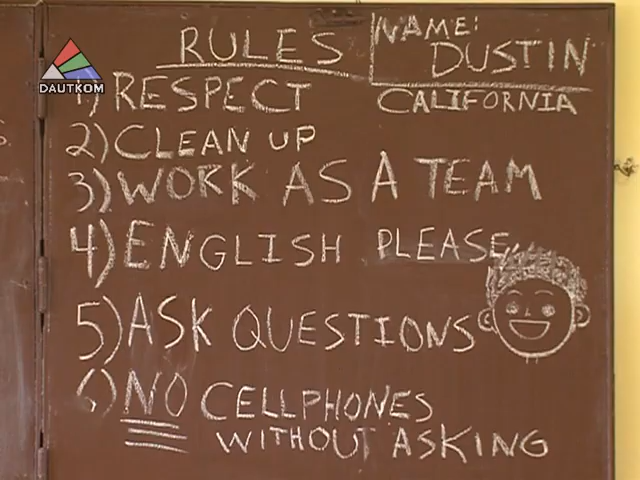 RULES
NAME:
DUSTIN
CALIFORNIA
DAUTKOM
1) RESPECT
2) CLEAN UP
3) WORK AS A TEAM
4) ENGLISH PLEASE
5) ASK QUESTIONS
6) NO CELLPHONES
WITHOUT ASKING